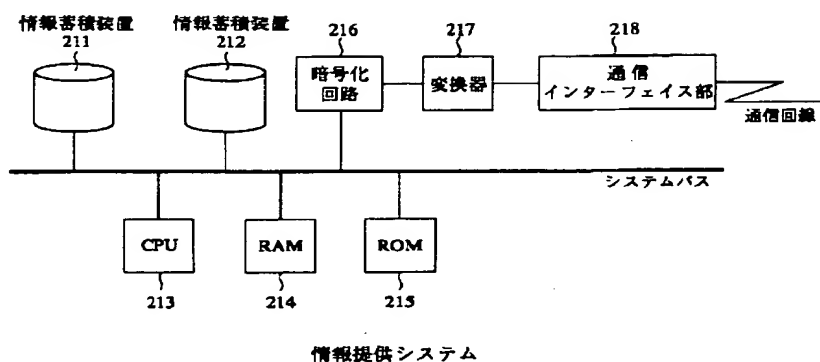 情報蓄積装置
211
情報蓄積装置
212
216
217
218
暗号化
回路
変換器
通信
インターフェイス部
通信回線
システムバス
CPU
RAM
ROM
213
214
215
情報提供システム